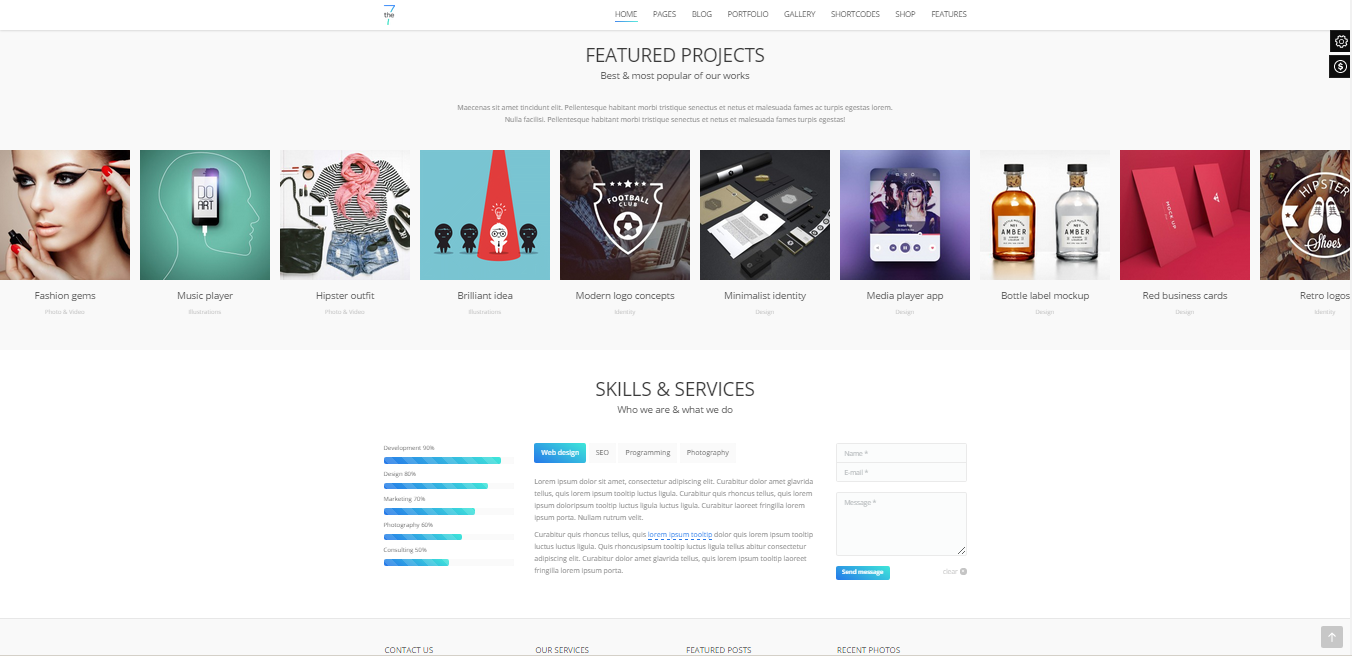 the
7
HOME PAGES BLOG PORTFOLIO GALLERY SHORTCODES SHOP FEATURES
FEATURED PROJECTS
Best & most popular of our works
Maecenas sit amet tincidunt elit. Pellentesque habitant morbi tristique senectus et netus et malesuada fames ac turpis egestas lorem.
Nulla facilisi. Pellentesque habitant morbi tristique senectus et netus et malesuada fames turpis egestas!
DO
ART
FOOTBALL
CLUB
AMBER
AMBER
MOCK UP
HIPSTER
Shoes
Fashion gems
Photo & Video
Music player
Illustrations
Hipster outfit
Photo & Video
Brilliant idea
Illustrations
Modern logo concepts
Identity
Minimalist identity
Design
Media player app
Design
Bottle label mockup
Design
Red business cards
Design
Retro logos
Identity
SKILLS & SERVICES
Who we are & what we do
Development 90%
Design 80%
Marketing 70%
Photography 60%
Consulting 50%
Web design SEO Programming Photography
Lorem ipsum dolor sit amet, consectetur adipiscing elit. Curabitur dolor amet glavrida
tellus, quis lorem ipsum tooltip luctus ligula. Curabitur quis rhoncus tellus, quis lorem
ipsum doloripsum tooltip luctus ligula luctus ligula. Curabitur laoreet fringilla lorem
ipsum porta. Nullam rutrum velit.
Curabitur quis rhoncus tellus, quis lorem ipsum tooltip dolor quis lorem ipsum tooltip
luctus luctus ligula. Quis rhoncusipsum tooltip luctus ligula tellus abitur consectetur
adipiscing elit. Curabitur dolor amet glavrida tellus, quis lorem ipsum laoreet
fringilla lorem ipsum porta.
Name *
E-mail *
Message *
Send message
clear
CONTACT US
OUR SERVICES
FEATURED POSTS
RECENT PHOTOS